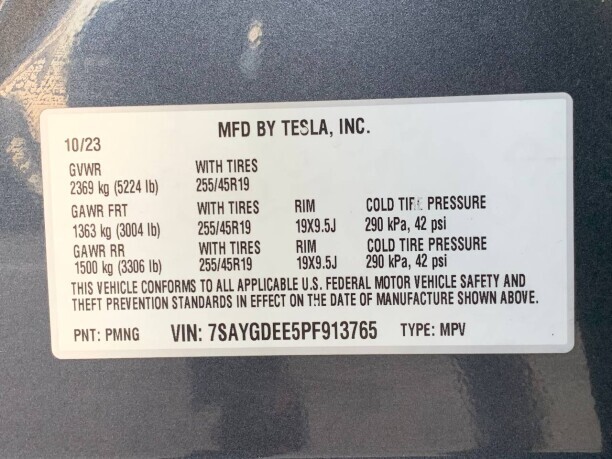 MFD BY TESLA, INC.
10/23
GVWR WITH TIRES
2369 kg (5224 lb) 255/45R19
GAWR FRT WITH TIRES RIM COLD TIRE PRESSURE
1363 kg (3004 lb) 255/45R19 19X9.5J 290 kPa, 42 psi
GAWR RR WITH TIRES RIM COLD TIRE PRESSURE
1500 kg (3306 lb) 255/45R19 19X9.5J 290 kPa, 42 psi
THIS VEHICLE CONFORMS TO ALL APPLICABLE U.S. FEDERAL MOTOR VEHICLE SAFETY AND
THEFT PREVENTION STANDARDS IN EFFECT ON THE DATE OF MANUFACTURE SHOWN ABOVE.
PNT: PMNG VIN: 7SAYGDEE5PF913765 TYPE: MPV